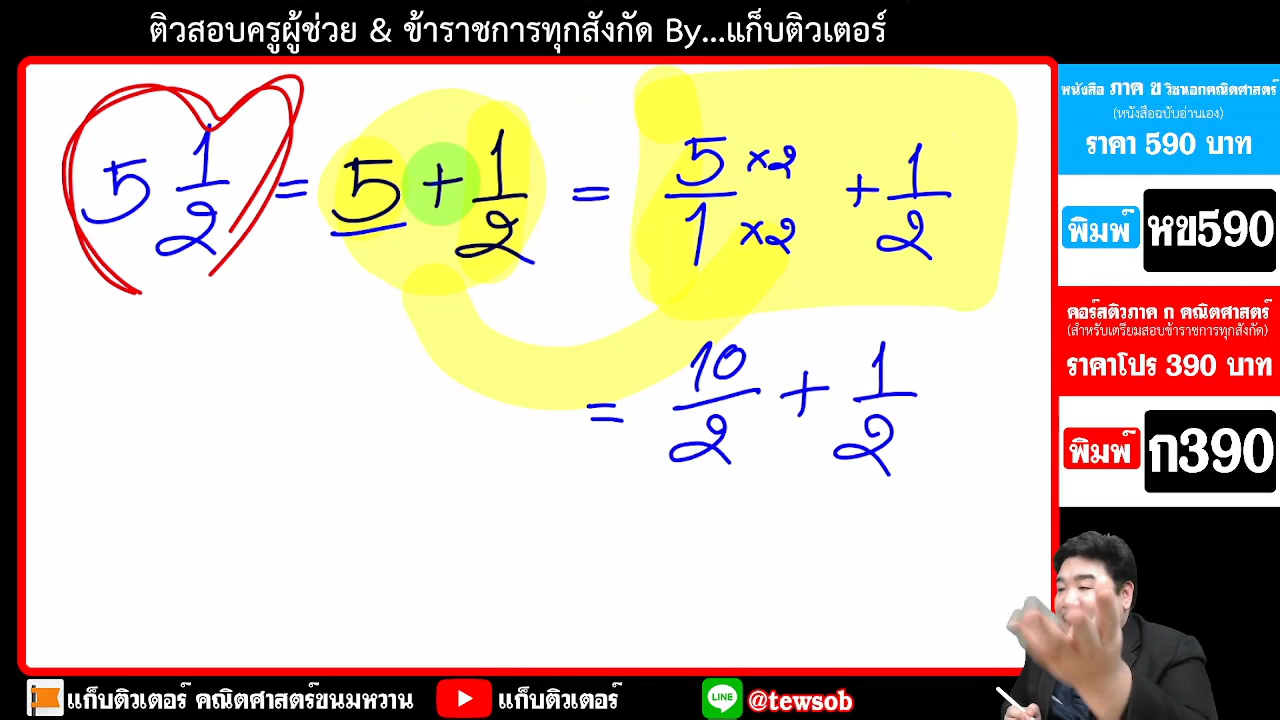 ติวสอบครูผู้ช่วย & ข้าราชการทุกสังกัด By...แก็บติวเตอร์
5 1/2 = 5 + 1/2 = 5/1 ×2 ×2 + 1/2
= 10/2 + 1/2
หนังสือ ภาค ข วิชาเอกคณิตศาสตร์
(หนังสือฉบับอ่านเอง)
ราคา 590 บาท
พิมพ์ หข590
คอร์สติวภาค ก คณิตศาสตร์
(สำหรับเตรียมสอบข้าราชการทุกสังกัด)
ราคาโปร 390 บาท
พิมพ์ ก390
แก็บติวเตอร์ คณิตศาสตร์ขนมหวาน แก็บติวเตอร์ LINE @tewsob